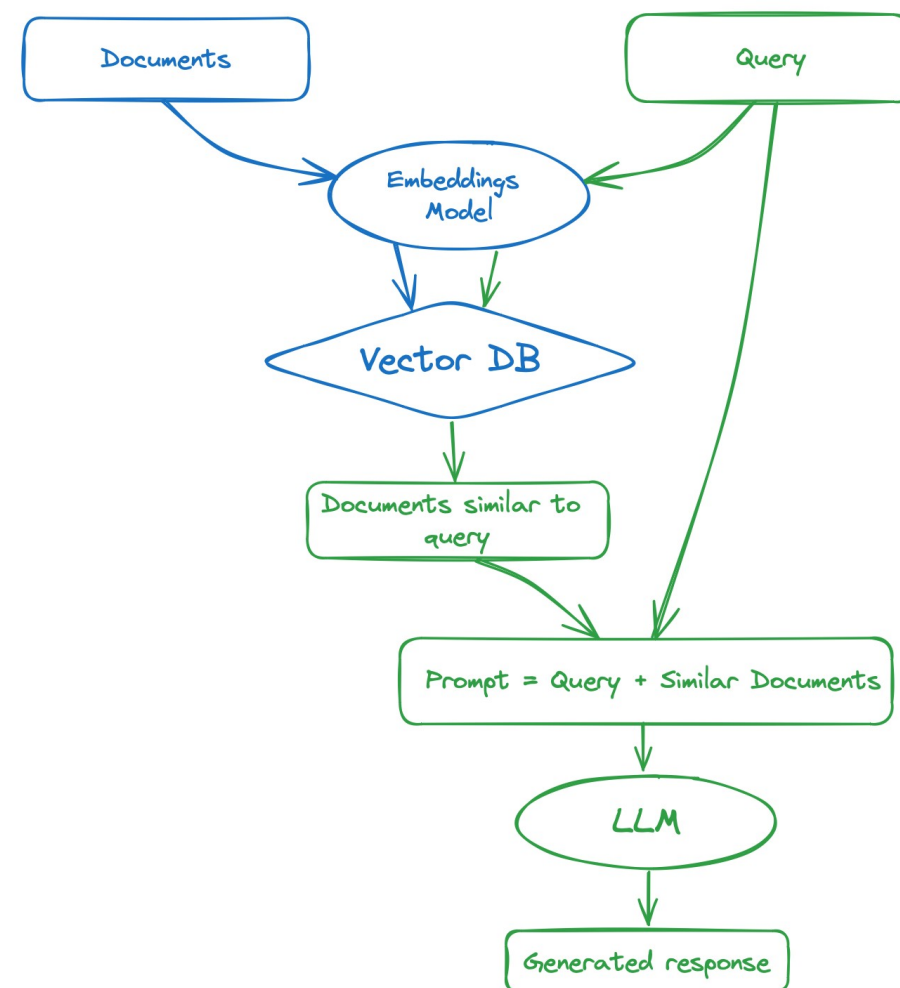 Documents
Query
Embeddings
Model
Vector DB
Documents similar to
query
Prompt = Query + Similar Documents
LLM
Generated response